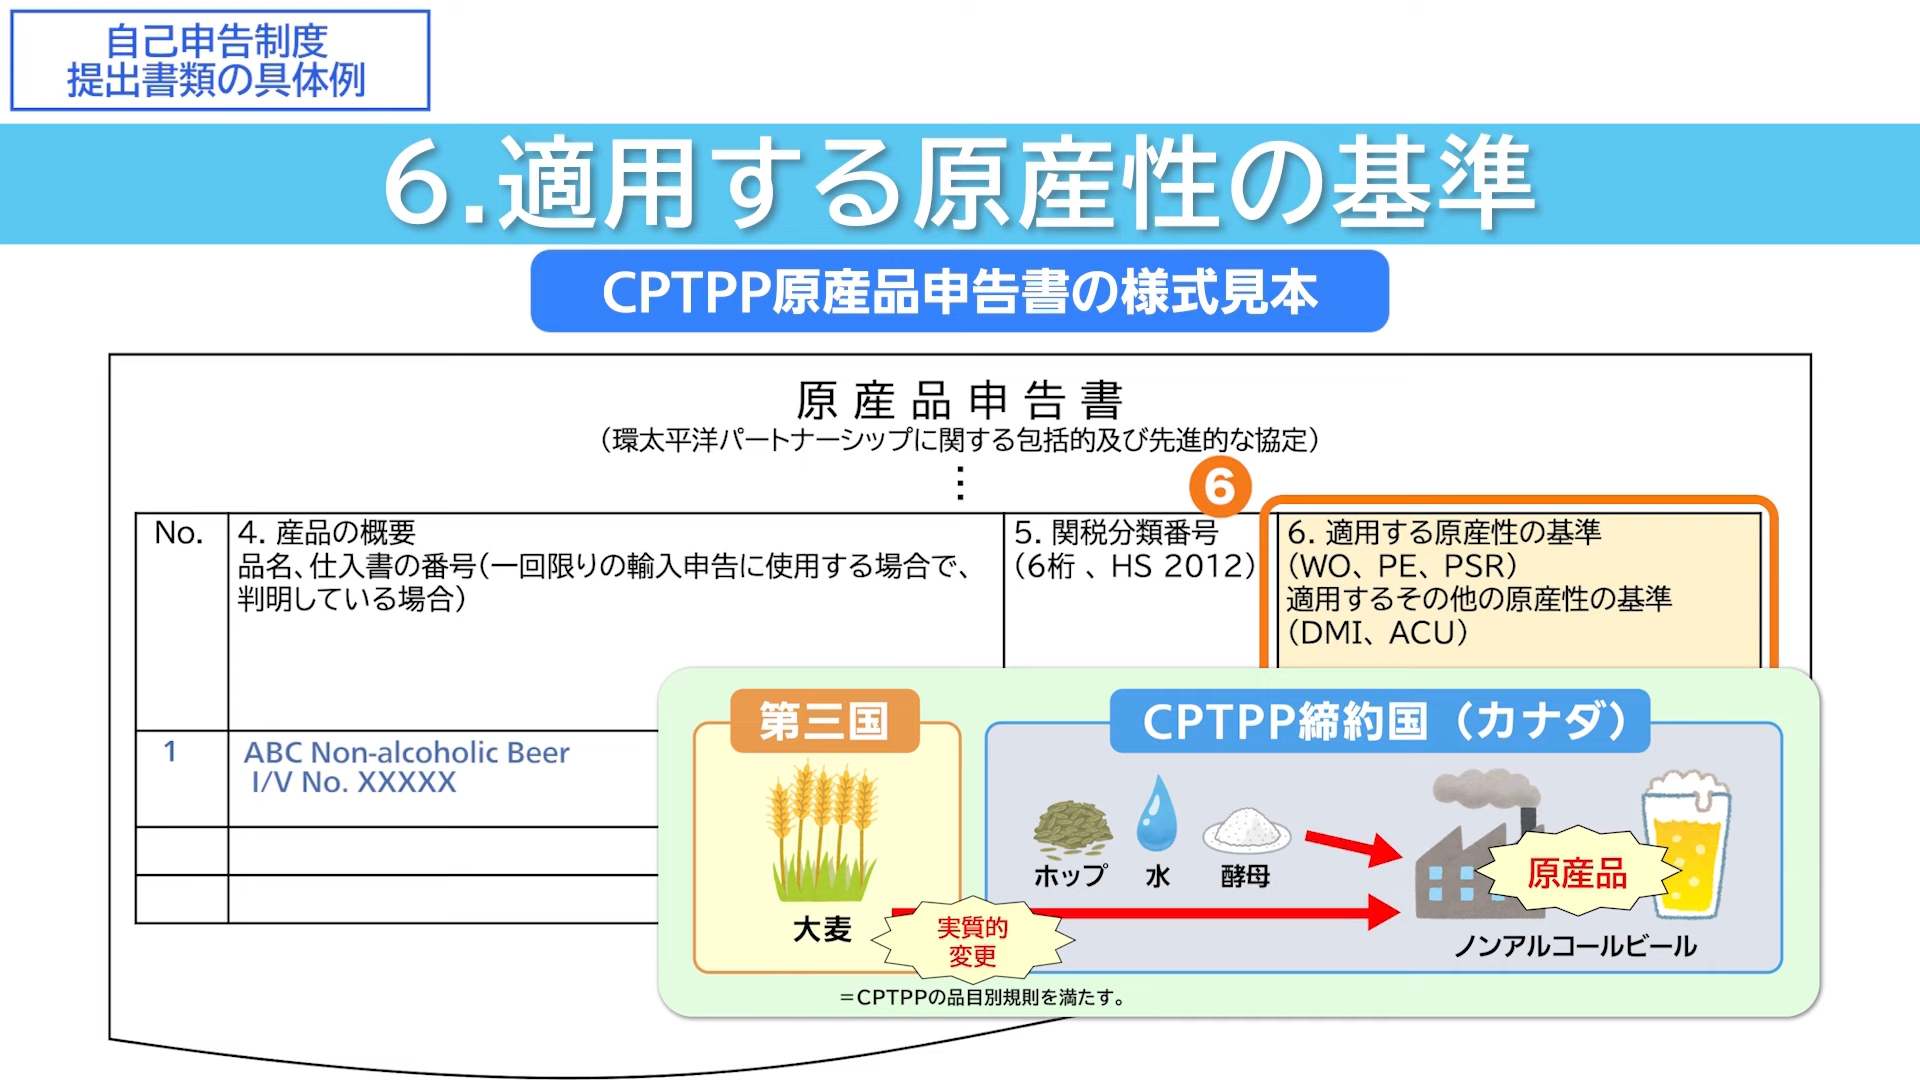 自己申告制度
提出書類の具体例
6.適用する原産性の基準
CPTPP原産品申告書の様式見本
原産品申告書
（環太平洋パートナーシップに関する包括的及び先進的な協定）
⋮
6
No.
4. 産品の概要
品名、仕入書の番号（一回限りの輸入申告に使用する場合で、
判明している場合）
5. 関税分類番号
（6桁 、HS 2012）
6. 適用する原産性の基準
（WO、PE、PSR）
適用するその他の原産性の基準
（DMI、ACU）
1
ABC Non-alcoholic Beer
I/V No. XXXXX
第三国
大麦
実質的
変更
CPTPP締約国（カナダ）
ホップ
水
酵母
原産品
ノンアルコールビール
＝CPTPPの品目別規則を満たす。